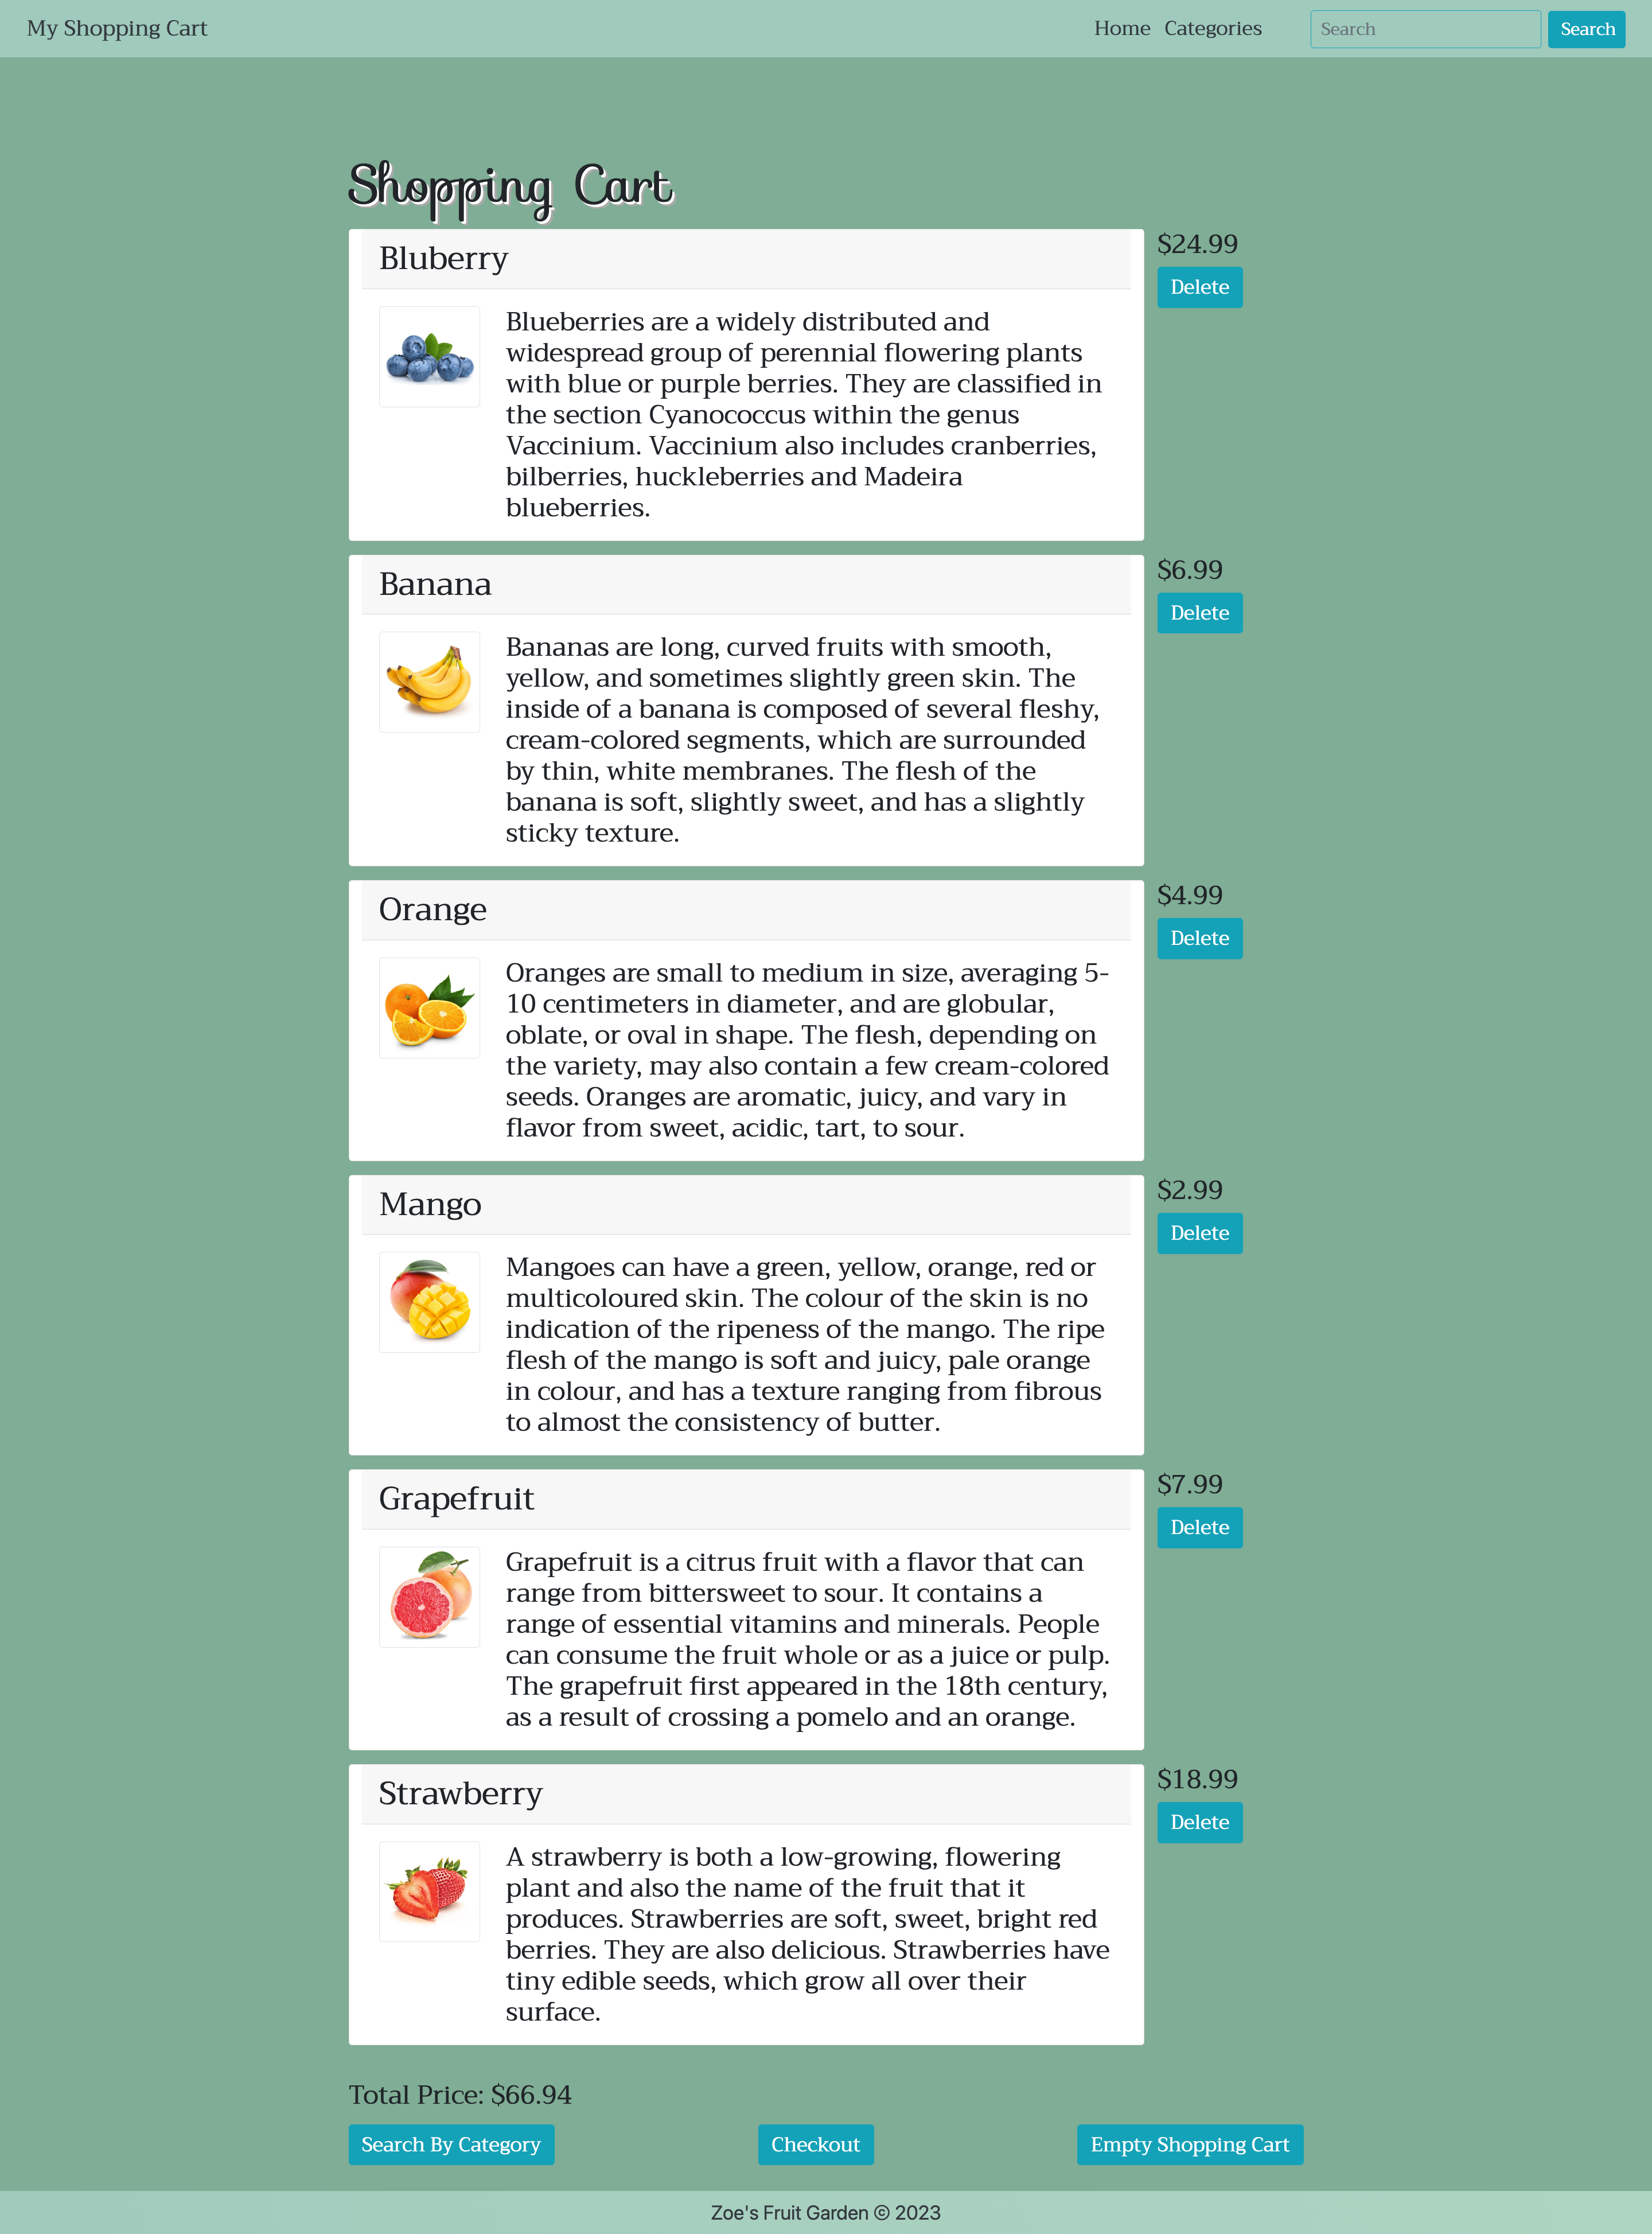 My Shopping Cart
Home Categories
Search
Search
Shopping Cart
Bluberry
$24.99
Delete
Blueberries are a widely distributed and
widespread group of perennial flowering plants
with blue or purple berries. They are classified in
the section Cyanococcus within the genus
Vaccinium. Vaccinium also includes cranberries,
bilberries, huckleberries and Madeira
blueberries.
Banana
$6.99
Delete
Bananas are long, curved fruits with smooth,
yellow, and sometimes slightly green skin. The
inside of a banana is composed of several fleshy,
cream-colored segments, which are surrounded
by thin, white membranes. The flesh of the
banana is soft, slightly sweet, and has a slightly
sticky texture.
Orange
$4.99
Delete
Oranges are small to medium in size, averaging 5-
10 centimeters in diameter, and are globular,
oblate, or oval in shape. The flesh, depending on
the variety, may also contain a few cream-colored
seeds. Oranges are aromatic, juicy, and vary in
flavor from sweet, acidic, tart, to sour.
Mango
$2.99
Delete
Mangoes can have a green, yellow, orange, red or
multicoloured skin. The colour of the skin is no
indication of the ripeness of the mango. The ripe
flesh of the mango is soft and juicy, pale orange
in colour, and has a texture ranging from fibrous
to almost the consistency of butter.
Grapefruit
$7.99
Delete
Grapefruit is a citrus fruit with a flavor that can
range from bittersweet to sour. It contains a
range of essential vitamins and minerals. People
can consume the fruit whole or as a juice or pulp.
The grapefruit first appeared in the 18th century,
as a result of crossing a pomelo and an orange.
Strawberry
$18.99
Delete
A strawberry is both a low-growing, flowering
plant and also the name of the fruit that it
produces. Strawberries are soft, sweet, bright red
berries. They are also delicious. Strawberries have
tiny edible seeds, which grow all over their
surface.
Total Price: $66.94
Search By Category
Checkout
Empty Shopping Cart
Zoe's Fruit Garden © 2023